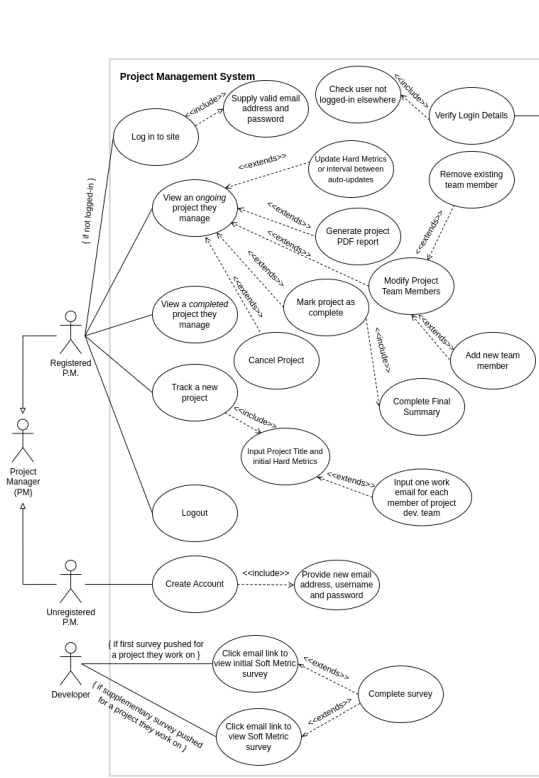 Project Management System
<<include>>
Supply valid email
address and
password
Check user not
logged-in elsewhere
<<include>>
Verify Login Details
Log in to site
{ if not logged-in }
<<extends>>
Update Hard Metrics
or interval between
auto-updates
Remove existing
team member
View an ongoing
project they
manage
<<extends>>
Generate project
PDF report
<<extends>>
<<extends>>
<<extends>>
Modify Project
Team Members
View a completed
project they
manage
<<extends>>
Mark project as
complete
<<extends>>
Add new team
member
Registered
P.M.
Cancel Project
<<include>>
Track a new
project
<<include>>
Complete Final
Summary
Project
Manager
(PM)
Input Project Title and
initial Hard Metrics
<<extends>>
Input one work
email for each
member of project
dev. team
Logout
Create Account
<<include>>
Provide new email
address, username
and password
Unregistered
P.M.
{ if first survey pushed for
a project they work on }
Click email link to
view initial Soft Metric
survey
<<extends>>
Developer
{ if supplementary survey pushed
for a project they work on }
Complete survey
<<extends>>
Click email link to
view Soft Metric
survey